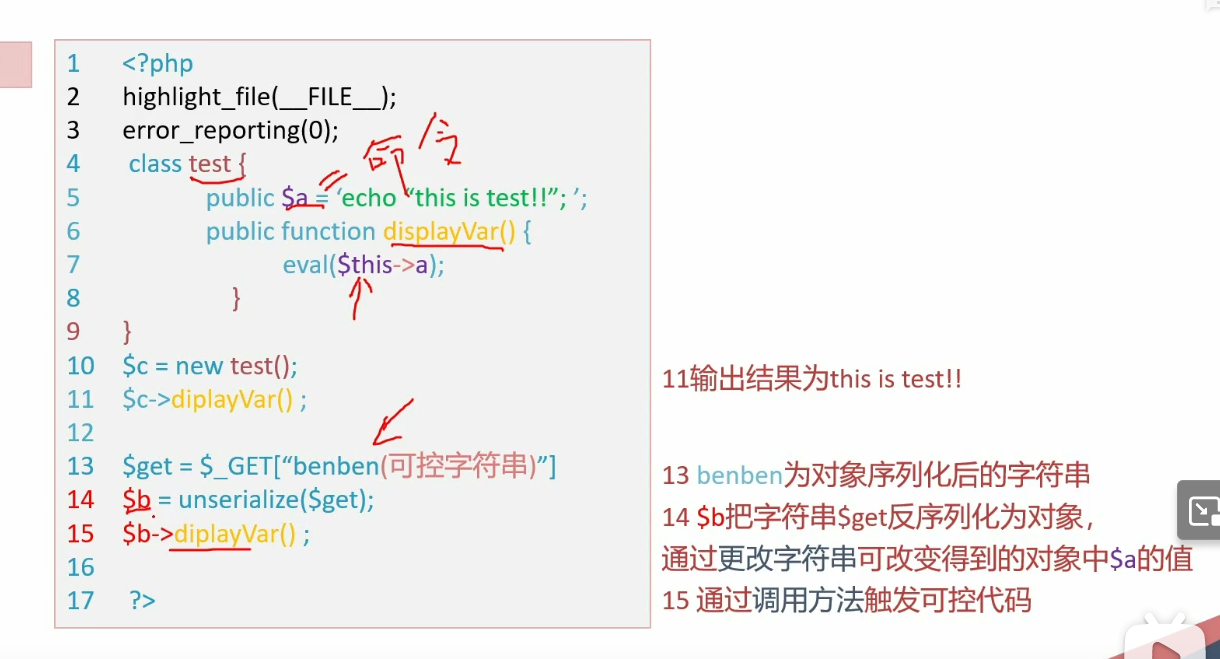 1 <?php
2 highlight_file(__FILE__);
3 error_reporting(0);
命令
4 class test {
5 public $a = ‘echo “this is test!!”; ’;
6 public function displayVar() {
7 eval($this->a);
8 }
9 }
10 $c = new test();
11 $c->diplayVar() ;
11输出结果为this is test!!
12
13 $get = $_GET[“benben(可控字符串)”]
13 benben为对象序列化后的字符串
14 $b = unserialize($get);
14 $b把字符串$get反序列化为对象，
15 $b->diplayVar() ;
通过更改字符串可改变得到的对象中$a的值
16
15 通过调用方法触发可控代码
17 ?>